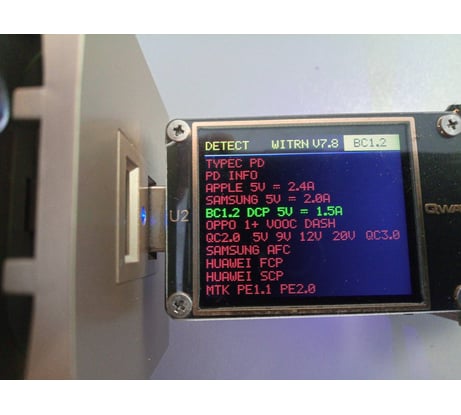 DETECT WITRN V7.8 BC1.2
TYPEC PD
PD INFO
APPLE 5V = 2.4A
SAMSUNG 5V = 2.0A
BC1.2 DCP 5V = 1.5A
OPPO 1+ VOOC DASH
QC2.0 5V 9V 12V 20V QC3.0
SAMSUNG AFC
HUAWEI FCP
HUAWEI SCP
MTK PE1.1 PE2.0
U2